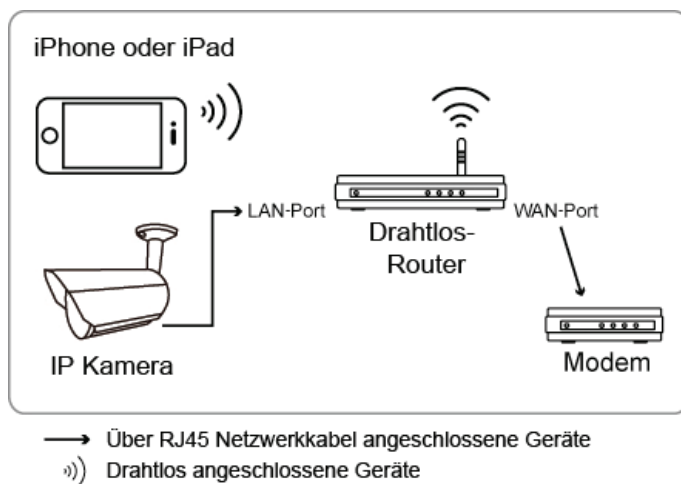 iPhone oder iPad
LAN-Port
WAN-Port
Drahtlos-
Router
IP Kamera
Modem
Über RJ45 Netzwerkkabel angeschlossene Geräte
Drahtlos angeschlossene Geräte